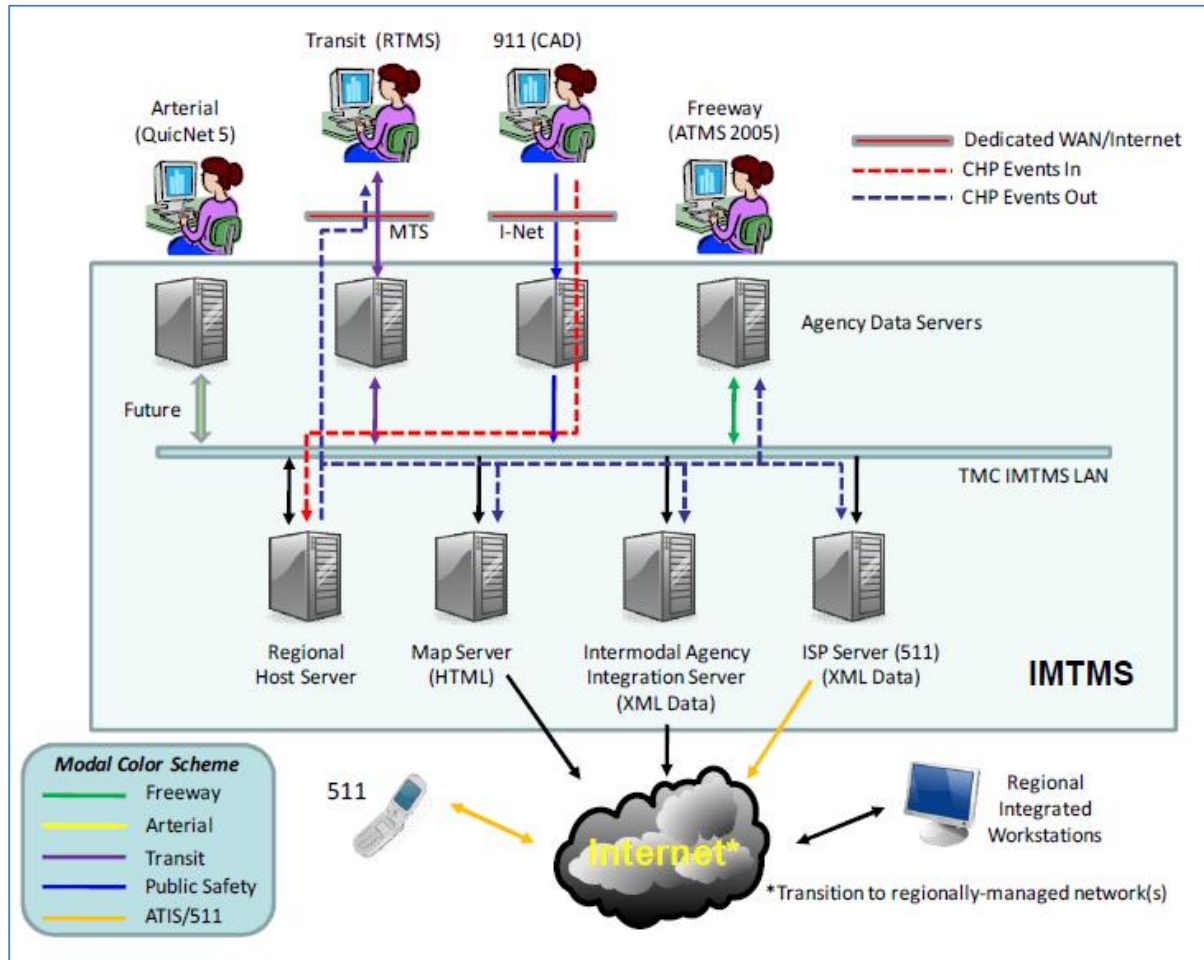 Transit (RTMS)
911 (CAD)
Arterial
(QuicNet 5)
Freeway
(ATMS 2005)
Dedicated WAN/Internet
CHP Events In
CHP Events Out
MTS
I-Net
Agency Data Servers
Future
TMC IMTMS LAN
Regional
Host Server
Map Server
(HTML)
Intermodal Agency
Integration Server
(XML Data)
ISP Server (511)
(XML Data)
IMTMS
Modal Color Scheme
Freeway
Arterial
Transit
Public Safety
ATIS/511
511
Internet*
Regional
Integrated
Workstations
*Transition to regionally-managed network(s)